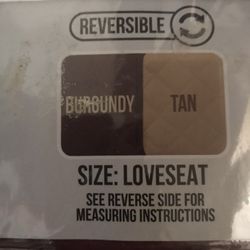 REVERSIBLE
BURGUNDY TAN
SIZE: LOVESEAT
SEE REVERSE SIDE FOR
MEASURING INSTRUCTIONS